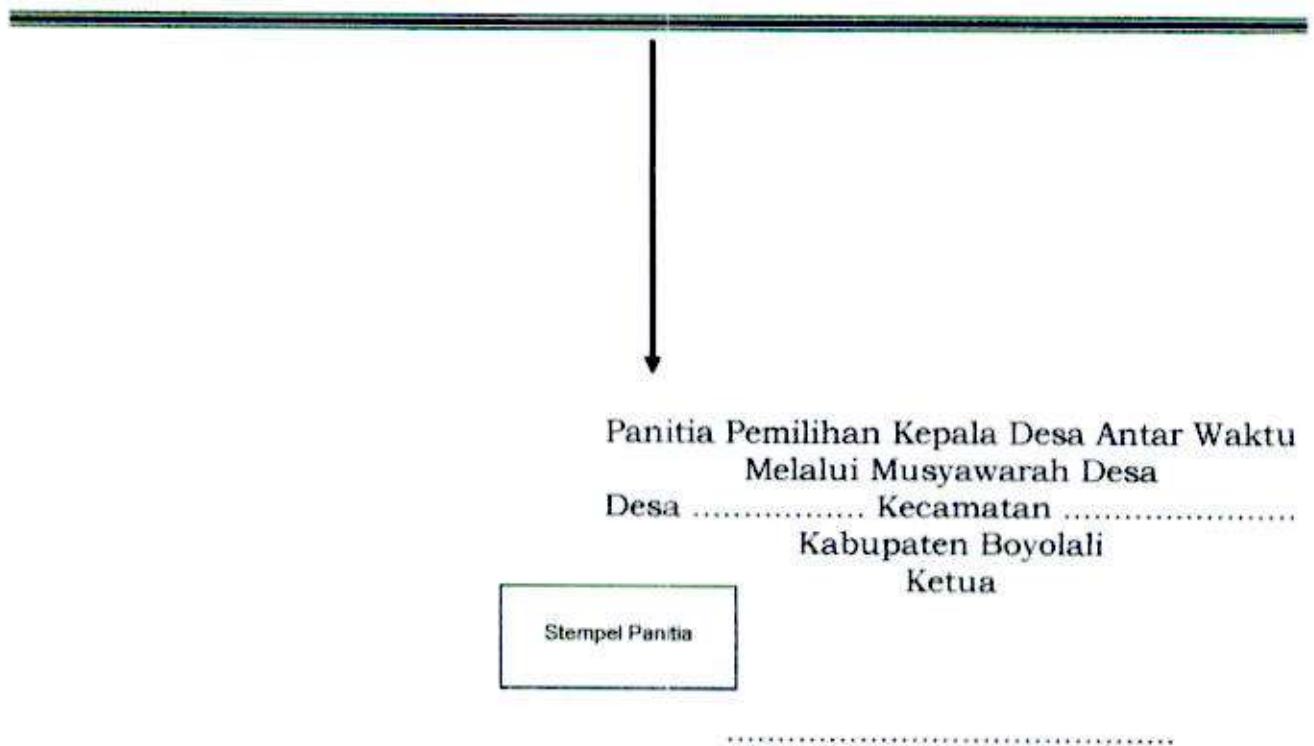 Panitia Pemilihan Kepala Desa Antar Waktu
Melalui Musyawarah Desa
Desa ................. Kecamatan .......................
Kabupaten Boyolali
Ketua
Stempel Panitia
............................................